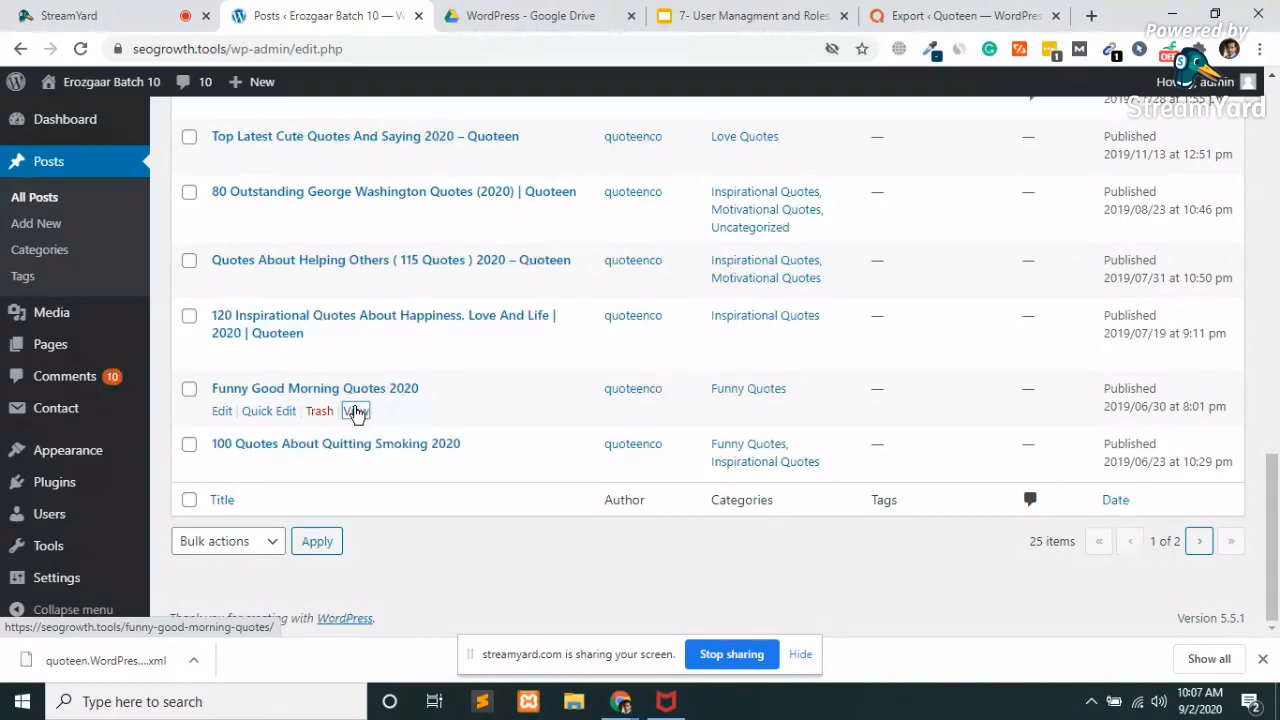 StreamYard
Posts ‹ Erozgaar Batch 10 — W
WordPress - Google Drive
7- User Managment and Roles
Export ‹ Quoteen — WordPress
Powered by
StreamYard
seogrowth.tools/wp-admin/edit.php
Erozgaar Batch 10
10
New
admin
Dashboard
Posts
All Posts
Add New
Categories
Tags
Media
Pages
Comments 10
Contact
Appearance
Plugins
Users
Tools
Settings
Collapse menu
Top Latest Cute Quotes And Saying 2020 – Quoteen
quoteenco
Love Quotes
—
—
Published
2019/11/13 at 12:51 pm
80 Outstanding George Washington Quotes (2020) | Quoteen
quoteenco
Inspirational Quotes,
Motivational Quotes,
Uncategorized
—
—
Published
2019/08/23 at 10:46 pm
Quotes About Helping Others ( 115 Quotes ) 2020 – Quoteen
quoteenco
Inspirational Quotes,
Motivational Quotes
—
—
Published
2019/07/31 at 10:50 pm
120 Inspirational Quotes About Happiness, Love And Life |
2020 | Quoteen
quoteenco
Inspirational Quotes
—
—
Published
2019/07/19 at 9:11 pm
Funny Good Morning Quotes 2020
Edit | Quick Edit | Trash |
quoteenco
Funny Quotes
—
—
Published
2019/06/30 at 8:01 pm
100 Quotes About Quitting Smoking 2020
quoteenco
Funny Quotes,
Inspirational Quotes
—
—
Published
2019/06/23 at 10:29 pm
Title
Author
Categories
Tags
Date
Bulk actions
Apply
25 items
«
‹
1 of 2
›
»
WordPress.
Version 5.5.1
https://seogrowth.tools/funny-good-morning-quotes/
streamyard.com is sharing your screen.
Stop sharing
Hide
quoteen.WordPres....xml
Show all
Type here to search
10:07 AM
9/2/2020
2